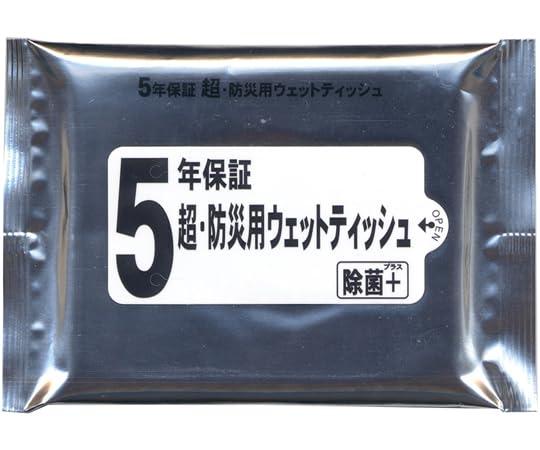 5年保証 超・防災用ウェットティッシュ
5年保証
超・防災用ウェットティッシュ
OPEN
プラス
除菌+